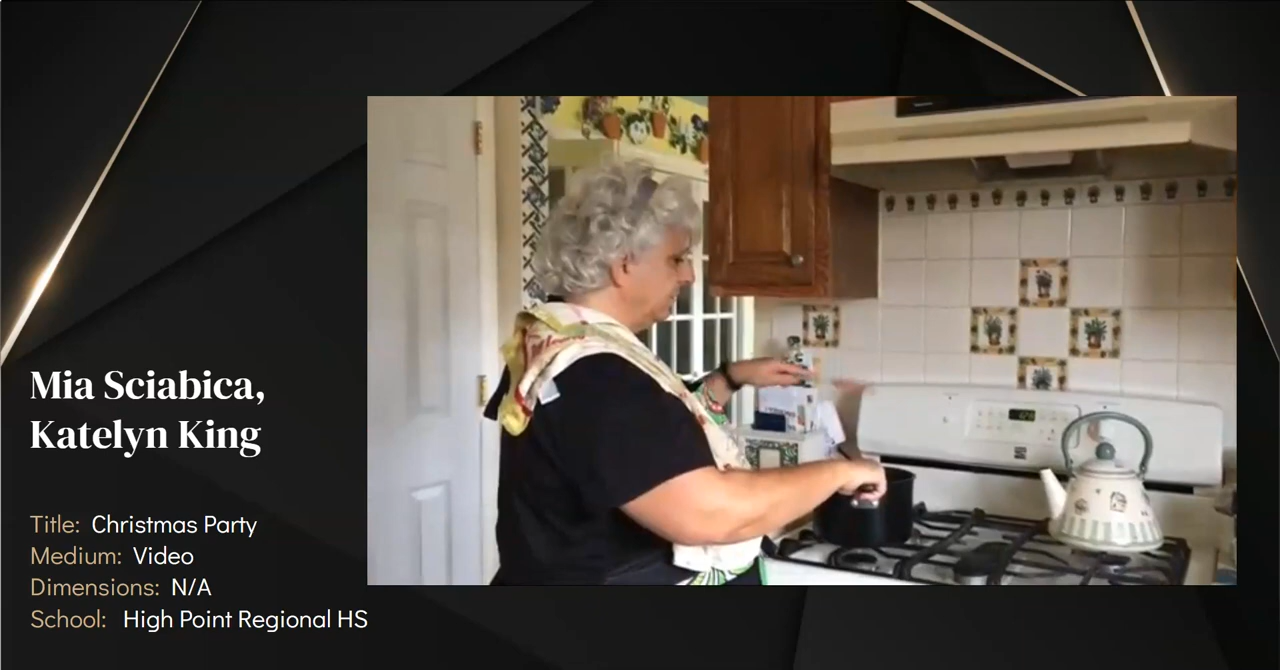 Mia Sciabica,
Katelyn King
Title: Christmas Party
Medium: Video
Dimensions: N/A
School: High Point Regional HS